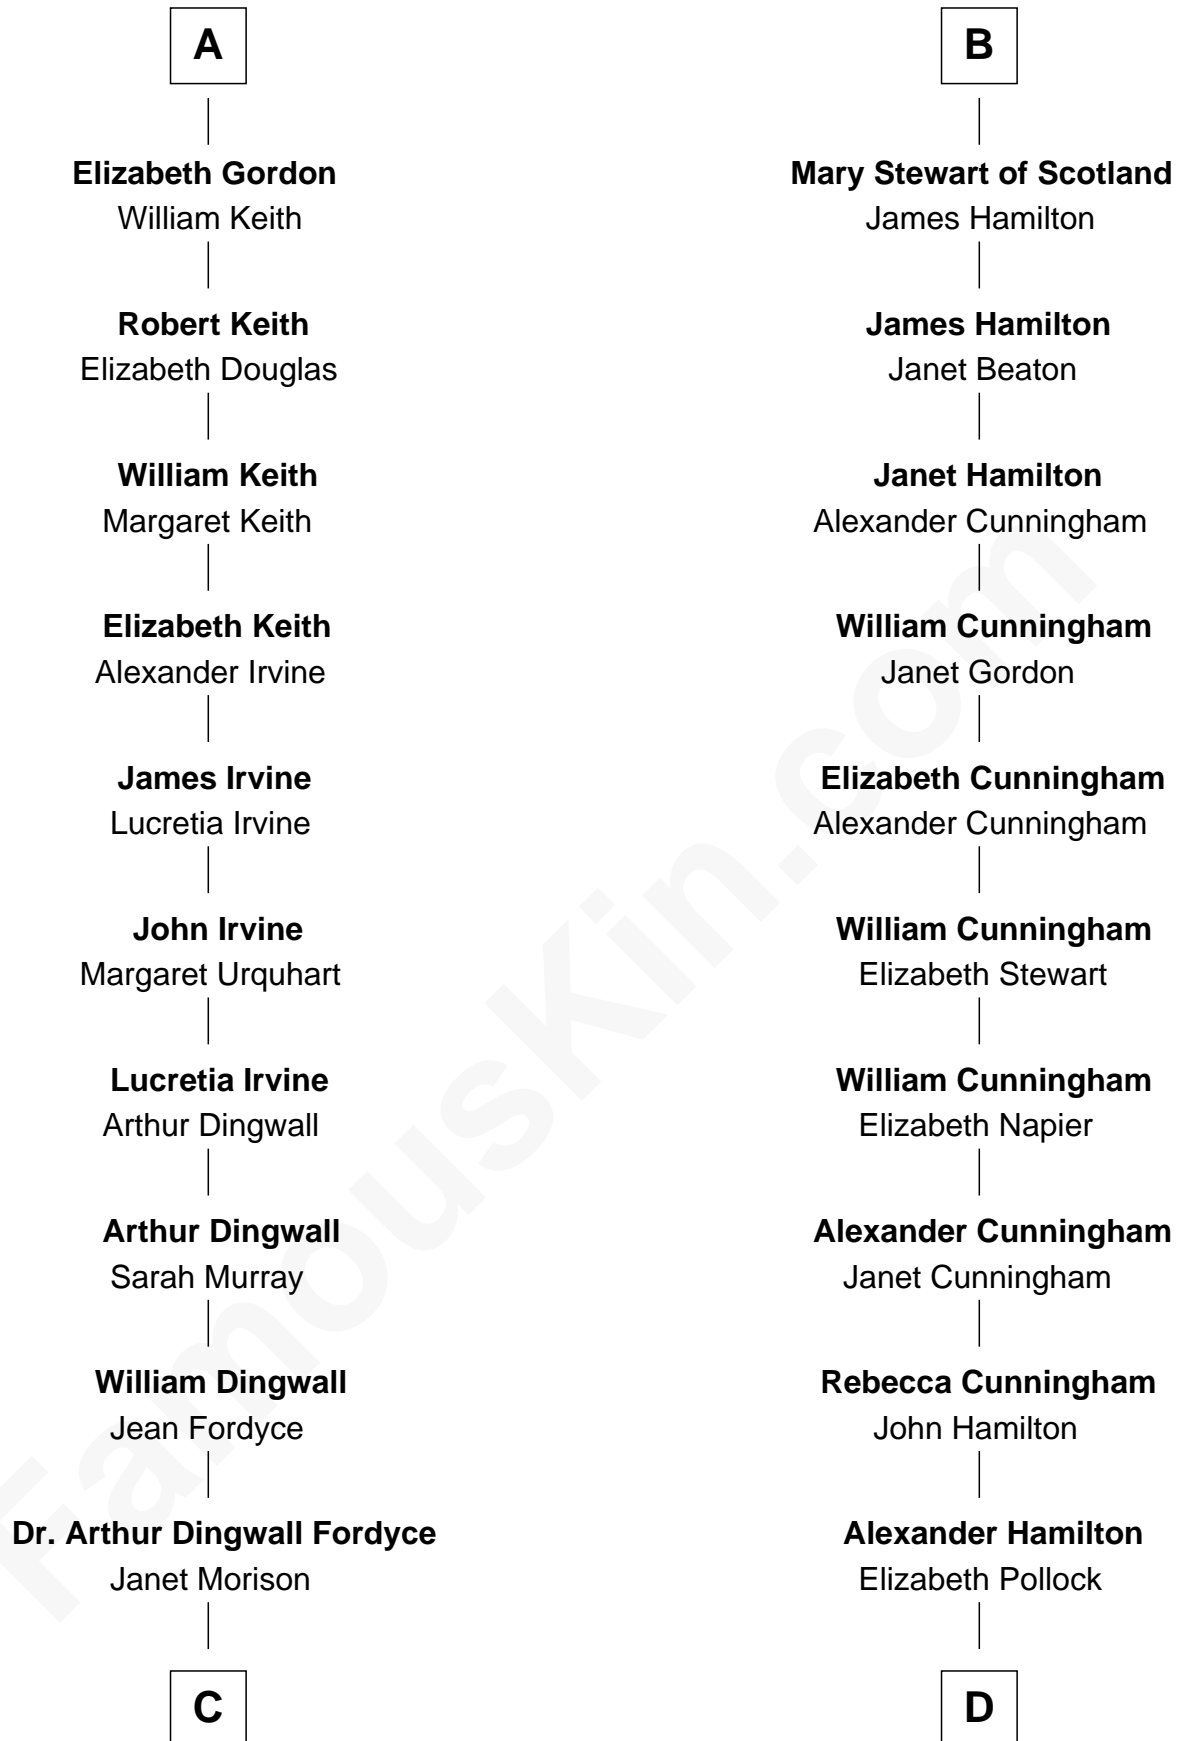 A
Elizabeth Gordon
William Keith
Robert Keith
Elizabeth Douglas
William Keith
Margaret Keith
Elizabeth Keith
Alexander Irvine
James Irvine
Lucretia Irvine
John Irvine
Margaret Urquhart
Lucretia Irvine
Arthur Dingwall
Arthur Dingwall
Sarah Murray
William Dingwall
Jean Fordyce
Dr. Arthur Dingwall Fordyce
Janet Morison
C
B
Mary Stewart of Scotland
James Hamilton
James Hamilton
Janet Beaton
Janet Hamilton
Alexander Cunningham
William Cunningham
Janet Gordon
Elizabeth Cunningham
Alexander Cunningham
William Cunningham
Elizabeth Stewart
William Cunningham
Elizabeth Napier
Alexander Cunningham
Janet Cunningham
Rebecca Cunningham
John Hamilton
Alexander Hamilton
Elizabeth Pollock
D
FamousKin.com